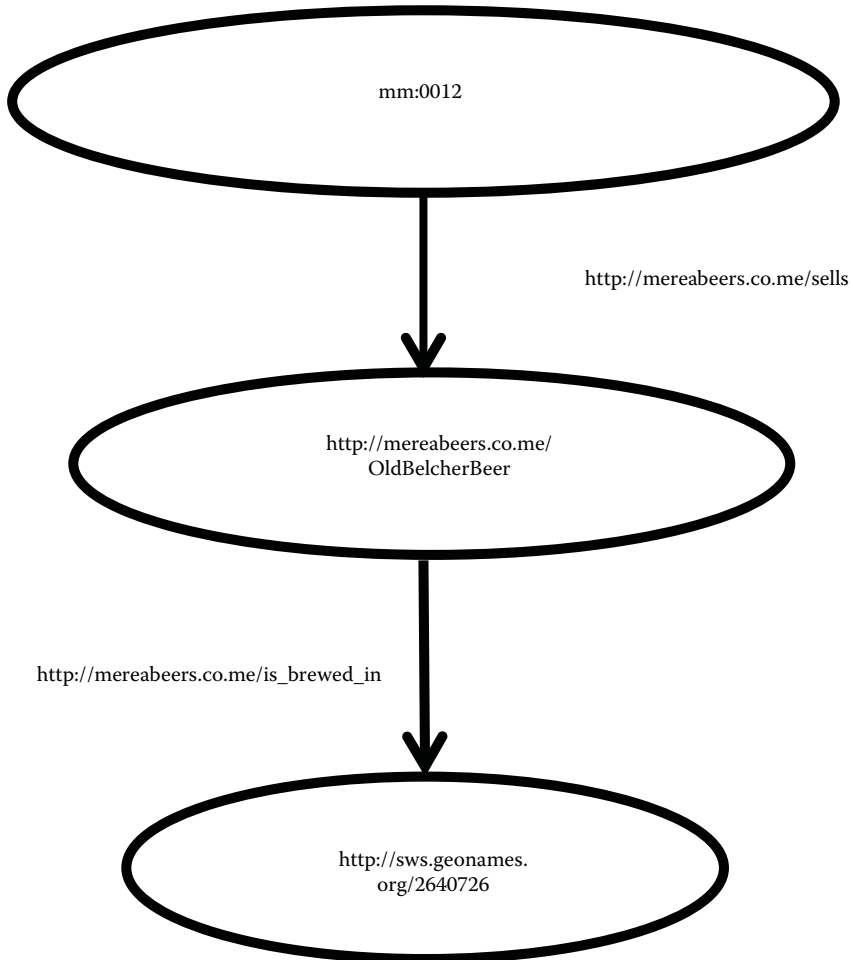 mm:0012
http://mereabeers.co.me/sells
http://mereabeers.co.me/
OldBelcherBeer
http://mereabeers.co.me/is_brewed_in
http://sws.geonames.
org/2640726